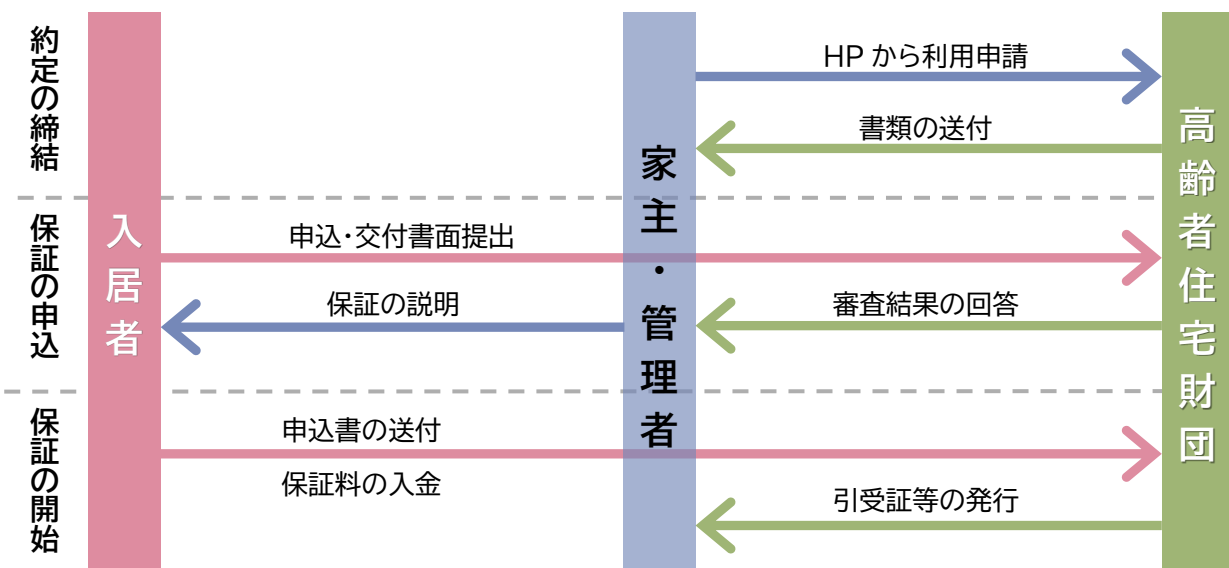 約定の締結
HP から利用申請
書類の送付
保証の申込
入居者
家主・管理者
高齢者住宅財団
申込・交付書面提出
保証の説明
審査結果の回答
保証の開始
申込書の送付
保証料の入金
引受証等の発行